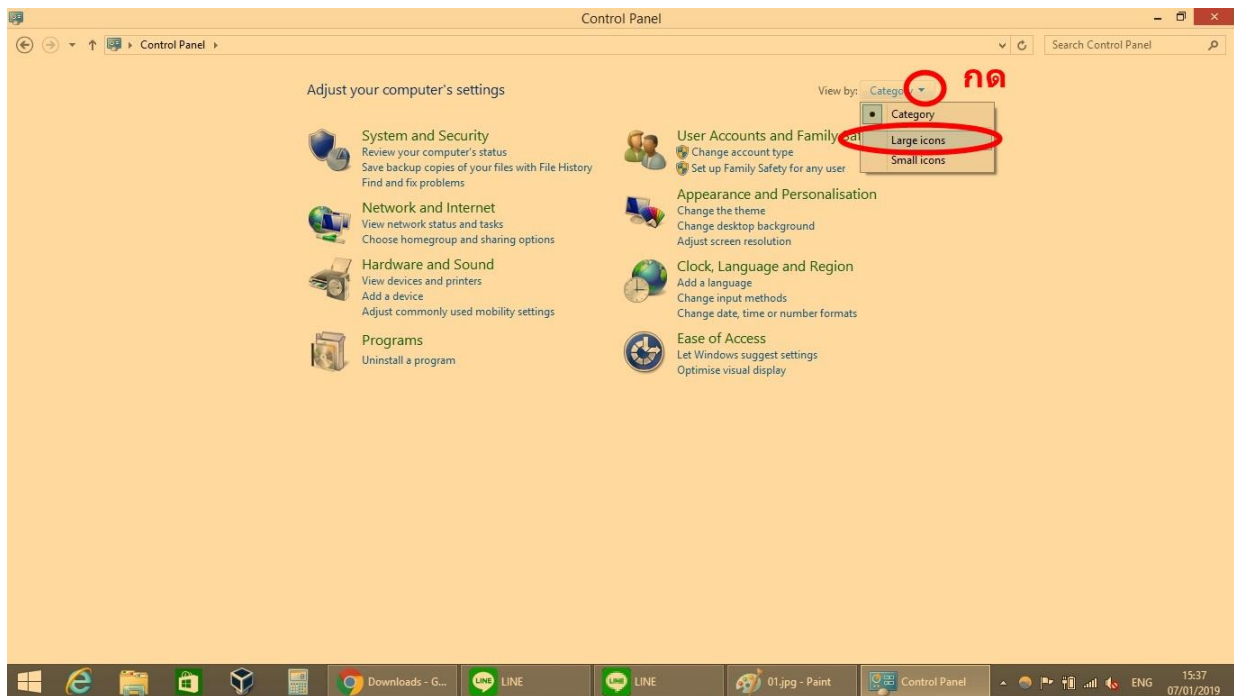 Control Panel
Control Panel
Search Control Panel
กด
Adjust your computer's settings
View by: Category
Category
Large icons
Small icons
System and Security
Review your computer's status
Save backup copies of your files with File History
Find and fix problems
Network and Internet
View network status and tasks
Choose homegroup and sharing options
Hardware and Sound
View devices and printers
Add a device
Adjust commonly used mobility settings
Programs
Uninstall a program
User Accounts and Family
Change account type
Set up Family Safety for any user
Appearance and Personalisation
Change the theme
Change desktop background
Adjust screen resolution
Clock, Language and Region
Add a language
Change input methods
Change date, time or number formats
Ease of Access
Let Windows suggest settings
Optimise visual display
Downloads - G...
LINE LINE
LINE LINE
01.jpg - Paint
Control Panel
ENG
15:37
07/01/2019